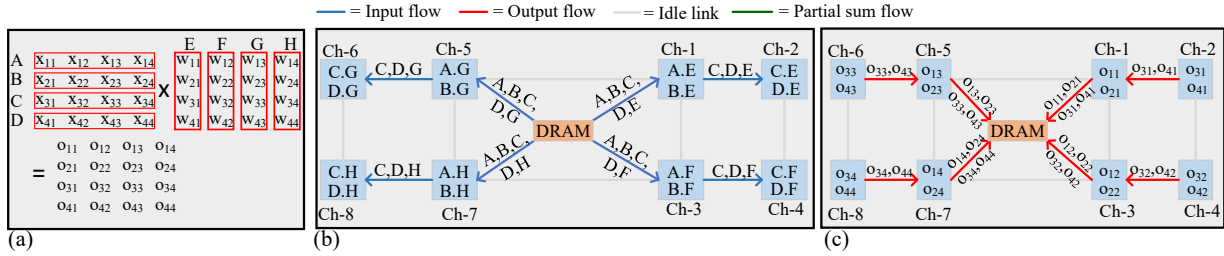 = Input flow = Output flow = Idle link = Partial sum flow
E F G H
A x₁₁ x₁₂ x₁₃ x₁₄
B x₂₁ x₂₂ x₂₃ x₂₄
C x₃₁ x₃₂ x₃₃ x₃₄
D x₄₁ x₄₂ x₄₃ x₄₄
X
w₁₁ w₁₂ w₁₃ w₁₄
w₂₁ w₂₂ w₂₃ w₂₄
w₃₁ w₃₂ w₃₃ w₃₄
w₄₁ w₄₂ w₄₃ w₄₄
=
o₁₁ o₁₂ o₁₃ o₁₄
o₂₁ o₂₂ o₂₃ o₂₄
o₃₁ o₃₂ o₃₃ o₃₄
o₄₁ o₄₂ o₄₃ o₄₄
(a)
Ch-6 Ch-5 Ch-1 Ch-2
C.G C,D,G A.G A.E C,D,E C.E
D.G B.G B.E D.E
A,B,C, A,B,C,
D,G D,E
DRAM
A,B,C, A,B,C,
D,H D,F
C.H C,D,H A.H A.F C,D,F C.F
D.H B.H B.F D.F
Ch-8 Ch-7 Ch-3 Ch-4
(b)
Ch-6 Ch-5 Ch-1 Ch-2
o₃₃ o₃₃,o₄₃ o₁₃ o₁₁ o₃₁,o₄₁ o₃₁
o₄₃ o₂₃ o₂₁ o₄₁
o₁₃,o₂₃ o₁₁,o₂₁
o₃₃,o₄₃ o₃₁,o₄₁
DRAM
o₁₄,o₂₄ o₁₂,o₂₂
o₃₄,o₄₄ o₃₂,o₄₂
o₃₄ o₃₄,o₄₄ o₁₄ o₁₂ o₃₂,o₄₂ o₃₂
o₄₄ o₂₄ o₂₂ o₄₂
Ch-8 Ch-7 Ch-3 Ch-4
(c)